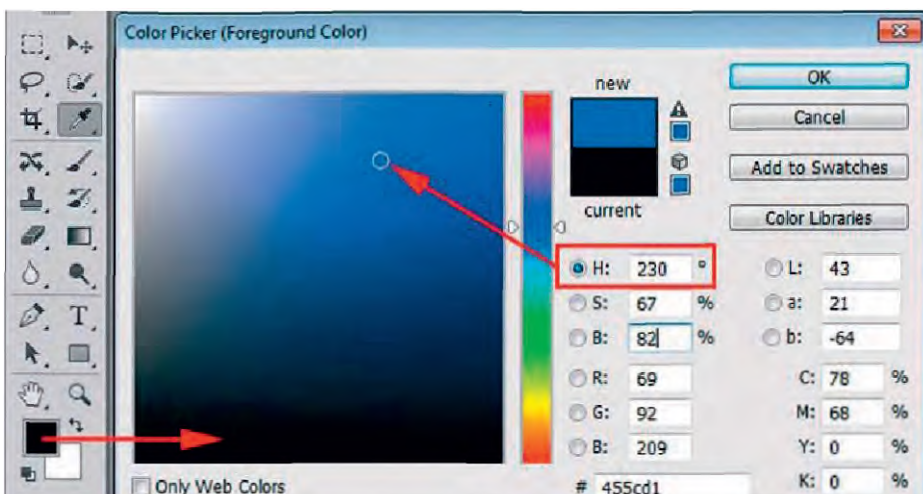 Color Picker (Foreground Color)
new
current
OK
Cancel
Add to Swatches
Color Libraries
H: 230 °
S: 67 %
B: 82 %
R: 69
G: 92
B: 209
# 455cd1
L: 43
a: 21
b: -64
C: 78 %
M: 68 %
Y: 0 %
K: 0 %
Only Web Colors
T